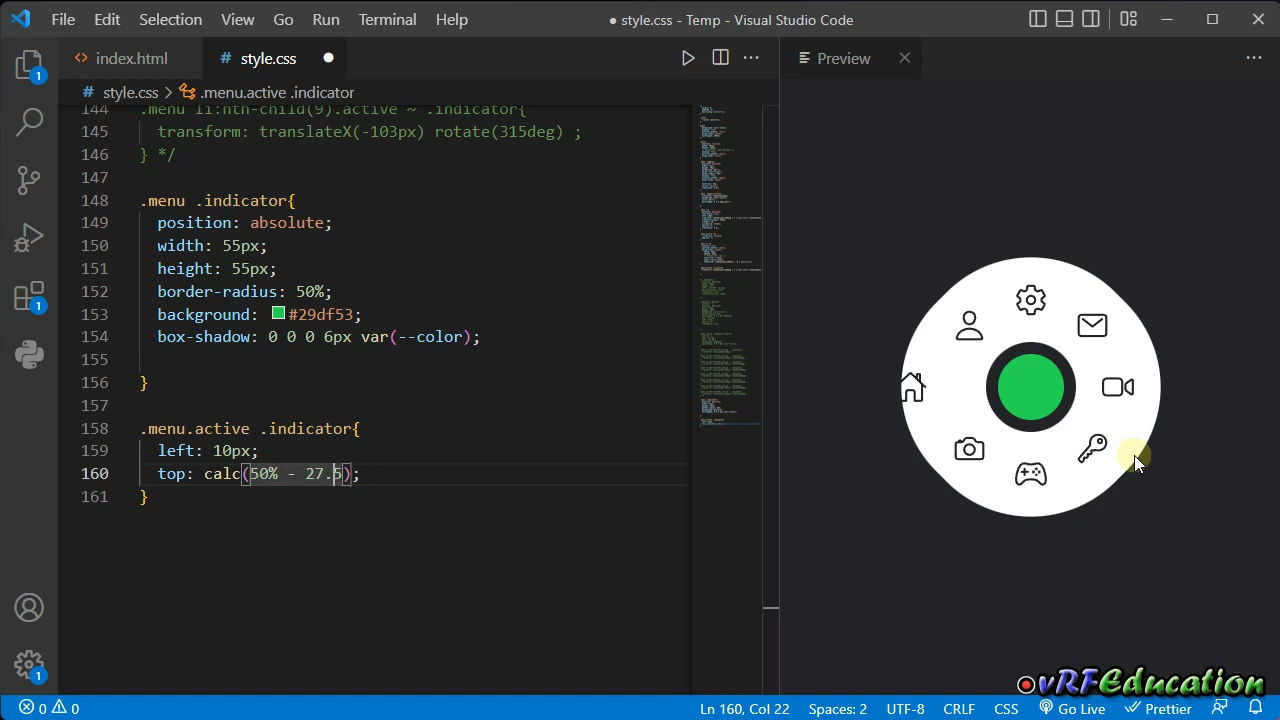 File Edit Selection View Go Run Terminal Help
● style.css - Temp - Visual Studio Code
<> index.html
# style.css ●
Preview
# style.css > .menu.active .indicator
144 .menu li:nth-child(9).active ~ .indicator{
145 transform: translateX(-103px) rotate(315deg) ;
146 } */
147
148 .menu .indicator{
149 position: absolute;
150 width: 55px;
151 height: 55px;
152 border-radius: 50%;
153 background: #29df53;
154 box-shadow: 0 0 0 6px var(--color);
155
156 }
157
158 .menu.active .indicator{
159 left: 10px;
160 top: calc(50% - 27.5);
161 }
1
1
1
vRFEducation
0 0
Ln 160, Col 22 Spaces: 2 UTF-8 CRLF CSS Go Live Prettier